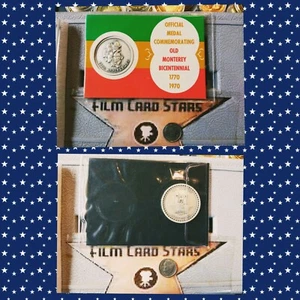 OFFICIAL
MEDAL
COMMEMORATING
OLD
MONTEREY
BICENTENNIAL
1770
1970
FILM CARD STARS
FILM CARD STARS